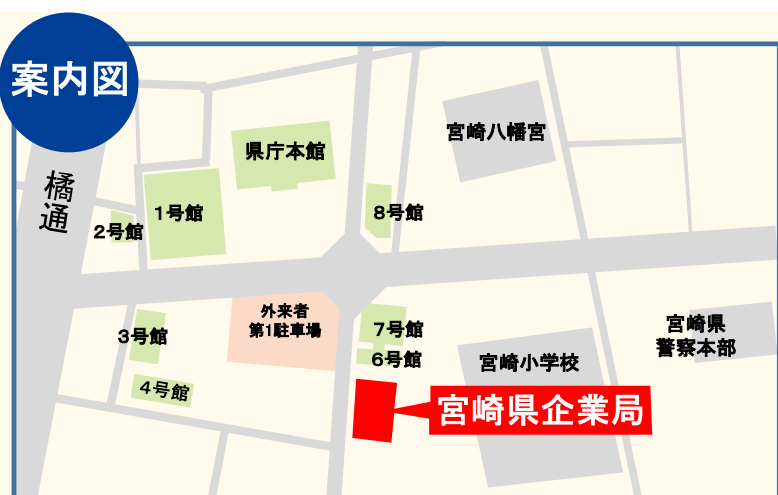 案内図
橘通
県庁本館
宮崎八幡宮
1号館
8号館
2号館
外来者
第1駐車場
3号館
7号館
6号館
宮崎県
警察本部
宮崎小学校
4号館
宮崎県企業局